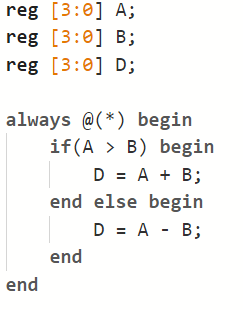 reg [3:0] A;
reg [3:0] B;
reg [3:0] D;

always @(*) begin
    if(A > B) begin
        D = A + B;
    end else begin
        D = A - B;
    end
end